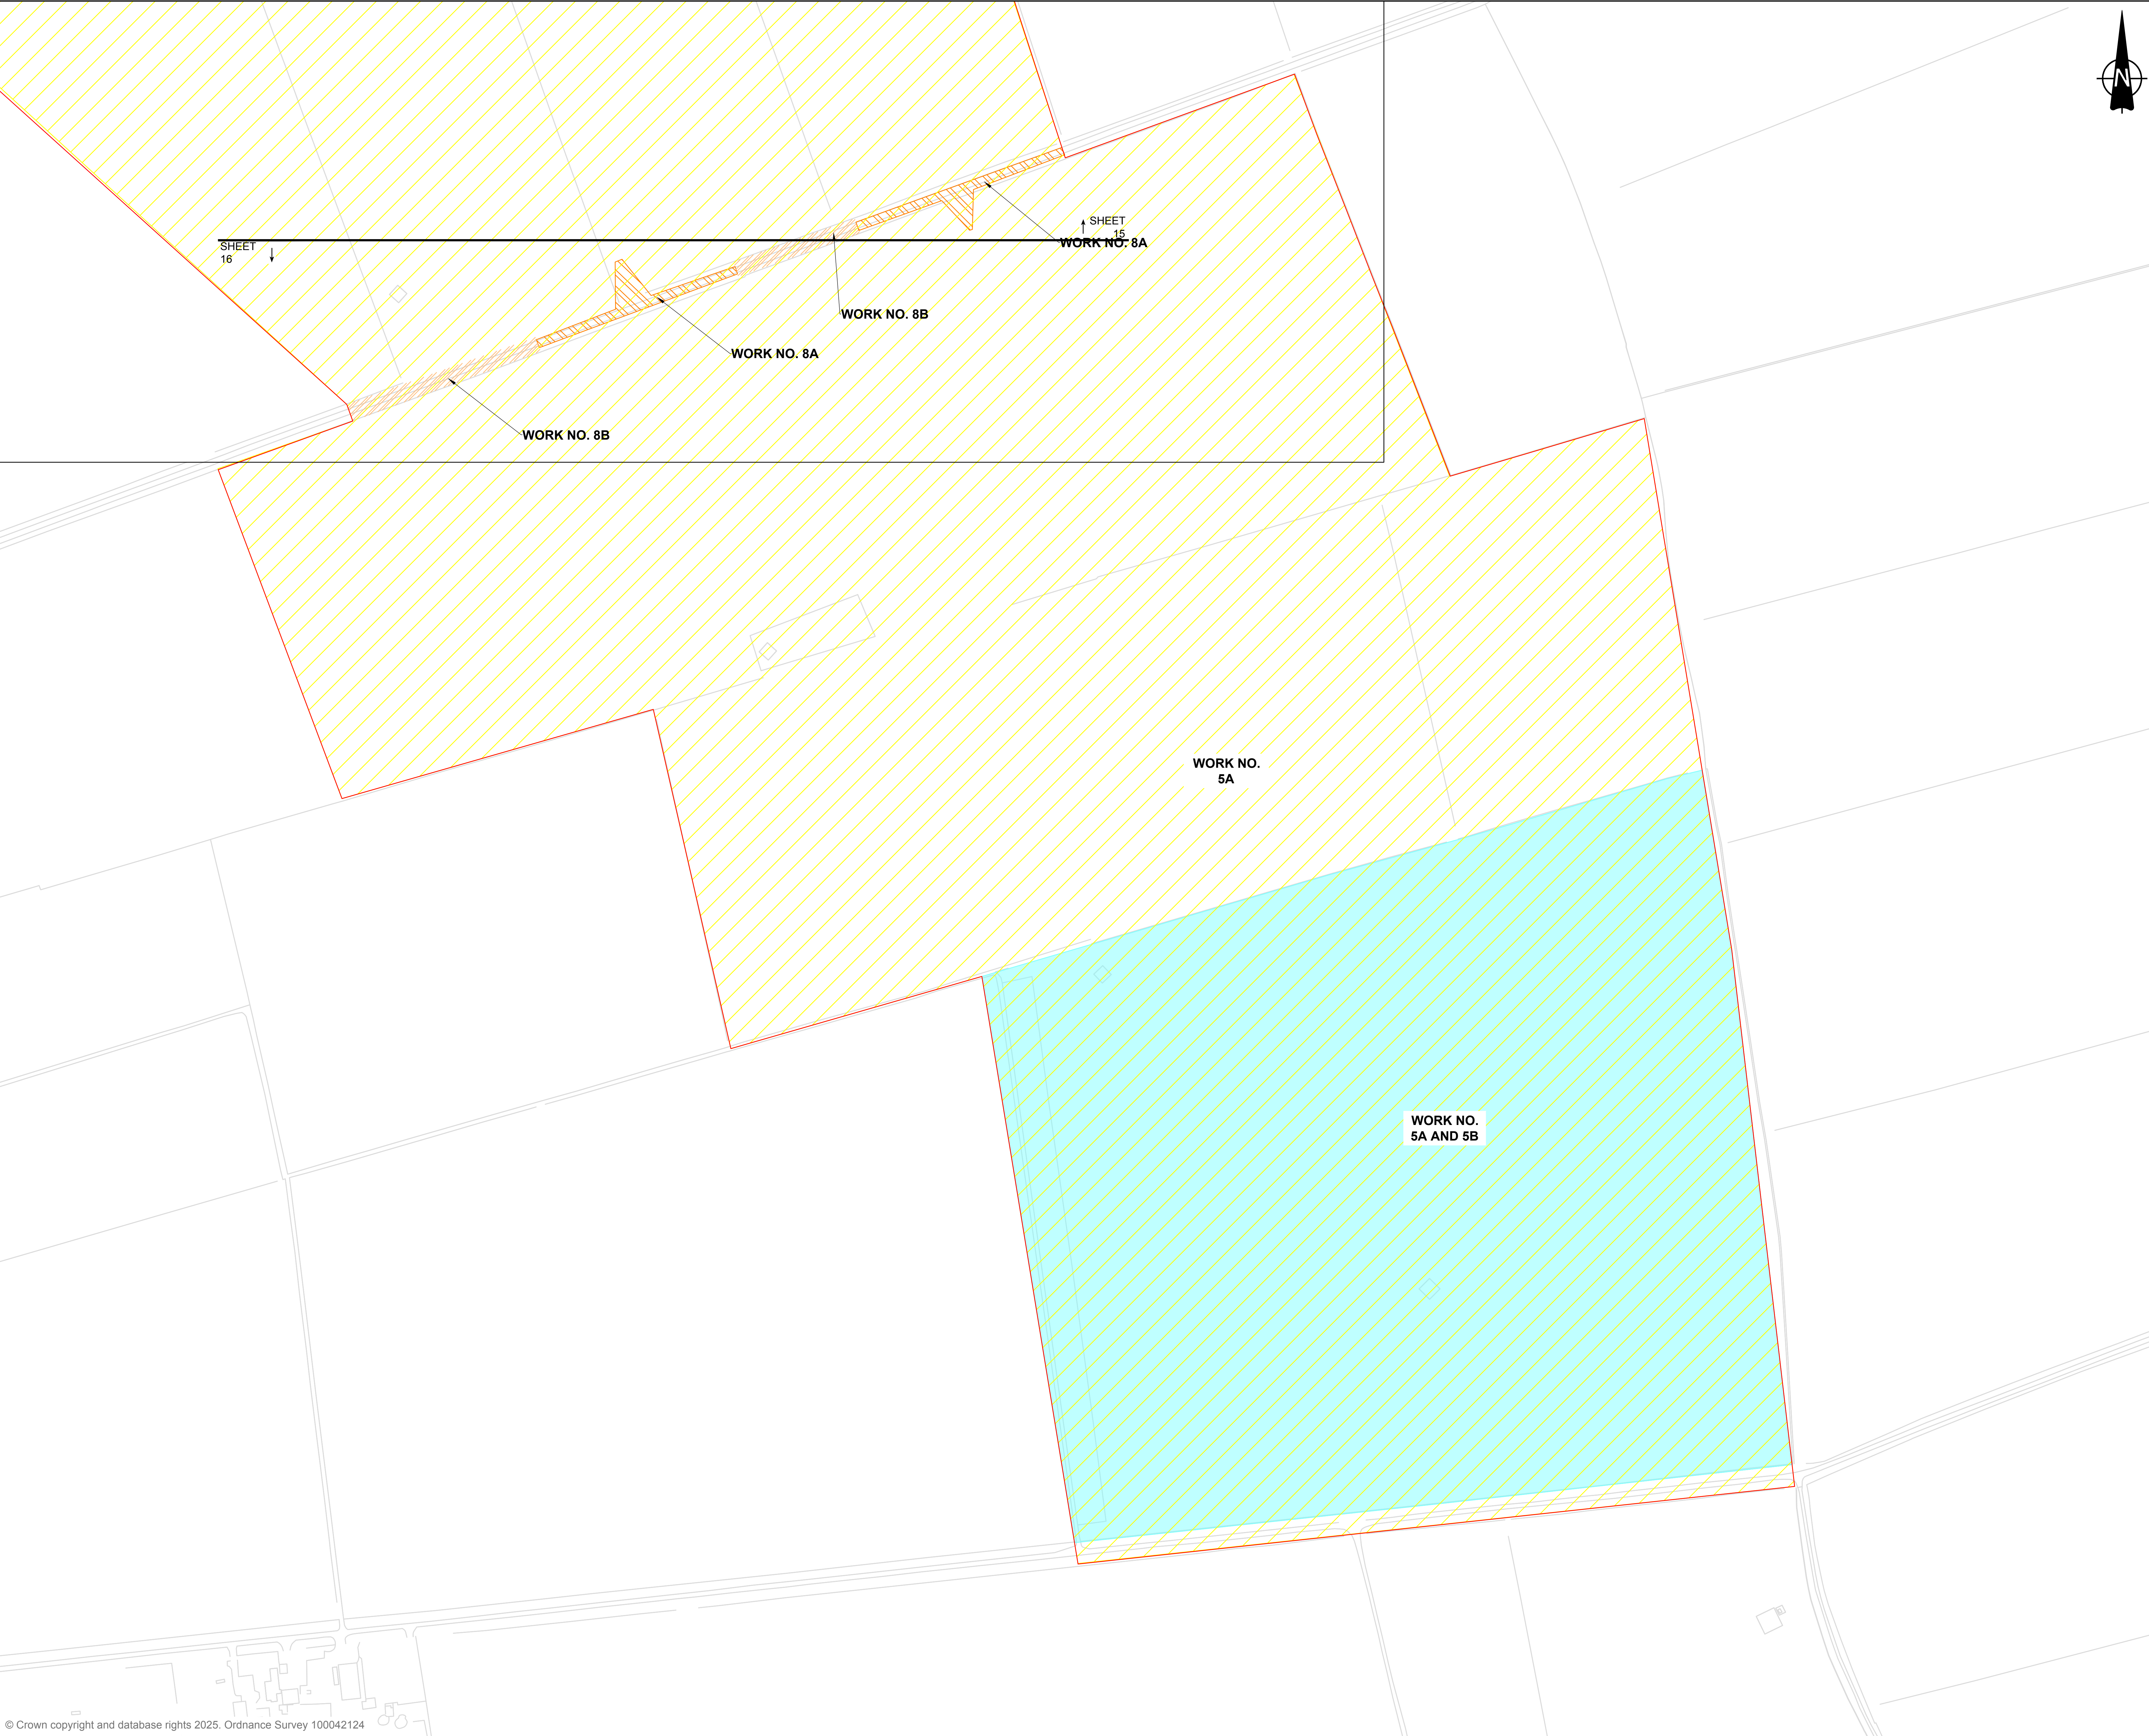 N
SHEET
15
WORK NO. 8A
SHEET
16
WORK NO. 8B
WORK NO. 8A
WORK NO. 8B
WORK NO.
5A
WORK NO.
5A AND 5B
© Crown copyright and database rights 2025. Ordnance Survey 100042124